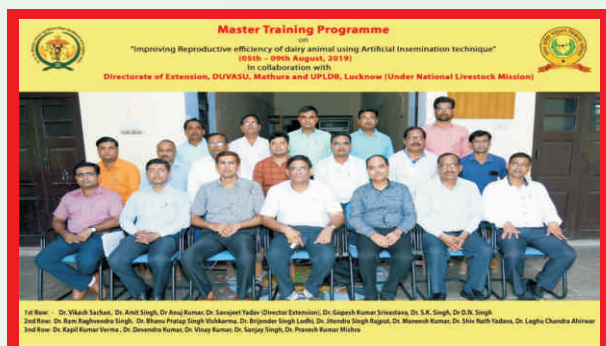 Master Training Programme
on
"Improving Reproductive efficiency of dairy animal using Artificial Insemination technique"
(05th – 09th August, 2019)
In collaboration with
Directorate of Extension, DUVASU, Mathura and UPLDB, Lucknow (Under National Livestock Mission)
1st Row: - Dr. Vikash Sachan, Dr. Amit Singh, Dr Anuj Kumar, Dr. Savajeet Yadav (Director Extension), Dr. Gopesh Kumar Srivastava, Dr. S.K. Singh, Dr D.N. Singh
2nd Row: Dr. Ram Raghvendra Singh, Dr. Bhanu Pratap Singh Vishkarma, Dr. Brijender Singh Lodhi, Dr. Jitendra Singh Rajput, Dr. Maneesh Kumar, Dr. Shiv Nath Yadava, Dr. Laghu Chandra Ahirwar
3nd Row- Dr. Kapil Kumar Verma , Dr. Devendra Kumar, Dr. Vinay Kumar, Dr. Sanjay Singh, Dr. Pravesh Kumar Mishra